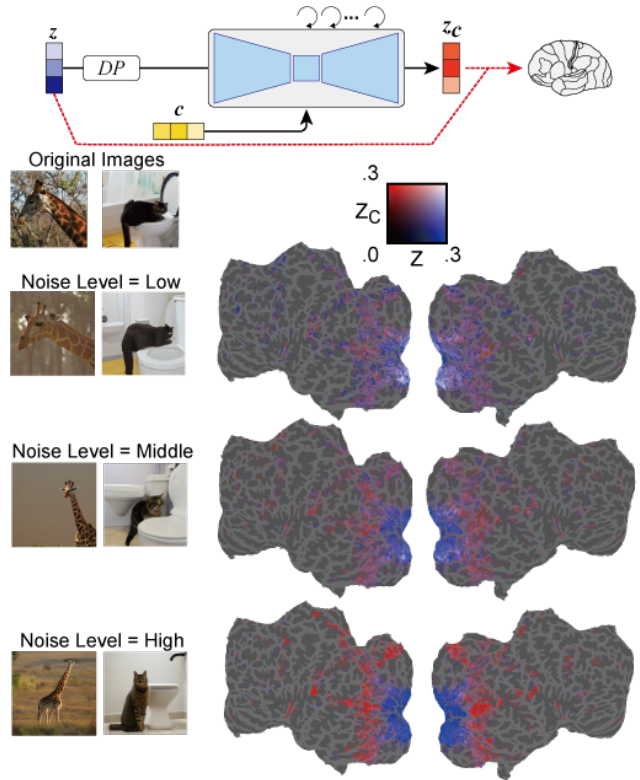 z
DP
...
z_c
c
Original Images
.3
Z_C
.0 Z .3
Noise Level = Low
Noise Level = Middle
Noise Level = High